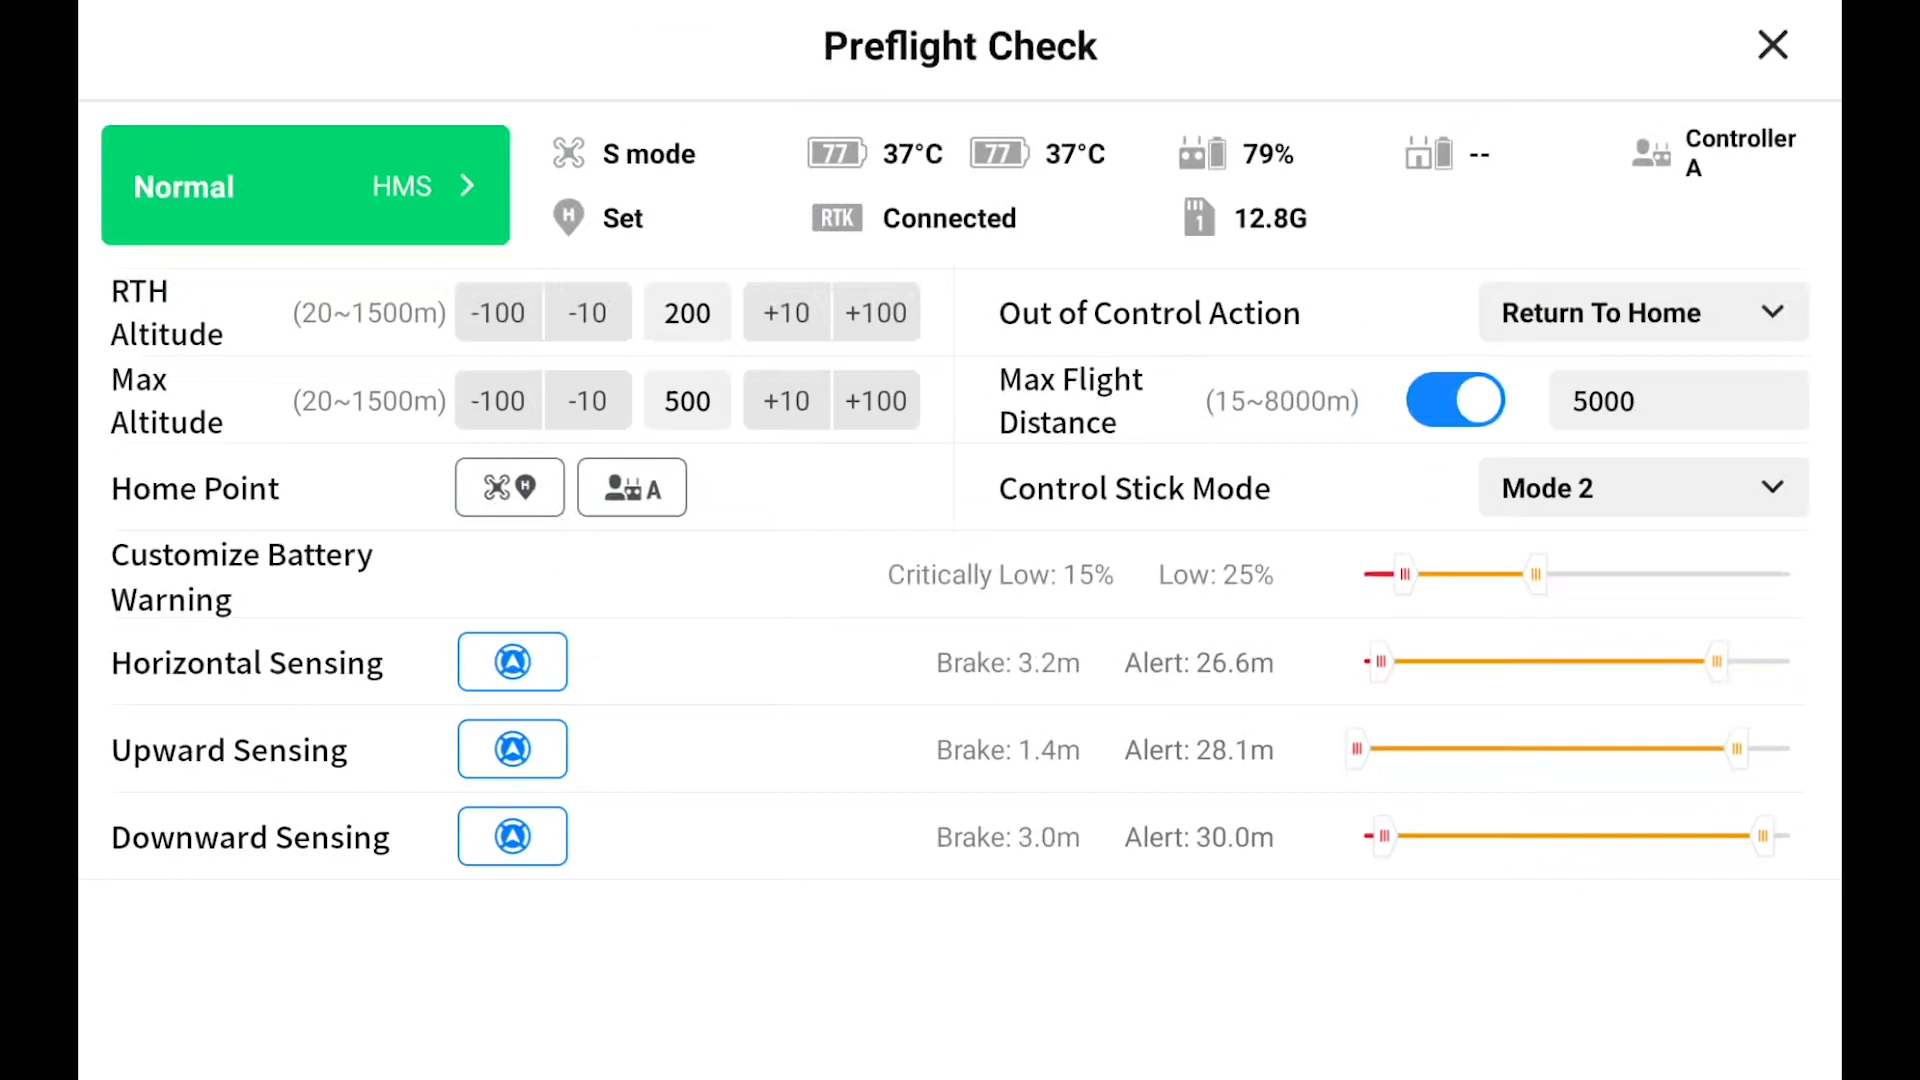 Preflight Check
Normal HMS
S mode 77 37°C 77 37°C 79% -- Controller
A
H Set RTK Connected 1 12.8G
RTH
Altitude (20~1500m) -100 -10 200 +10 +100
Out of Control Action Return To Home
Max
Altitude (20~1500m) -100 -10 500 +10 +100
Max Flight
Distance (15~8000m) 5000
Home Point H A
Control Stick Mode Mode 2
Customize Battery
Warning Critically Low: 15% Low: 25%
Horizontal Sensing Brake: 3.2m Alert: 26.6m
Upward Sensing Brake: 1.4m Alert: 28.1m
Downward Sensing Brake: 3.0m Alert: 30.0m